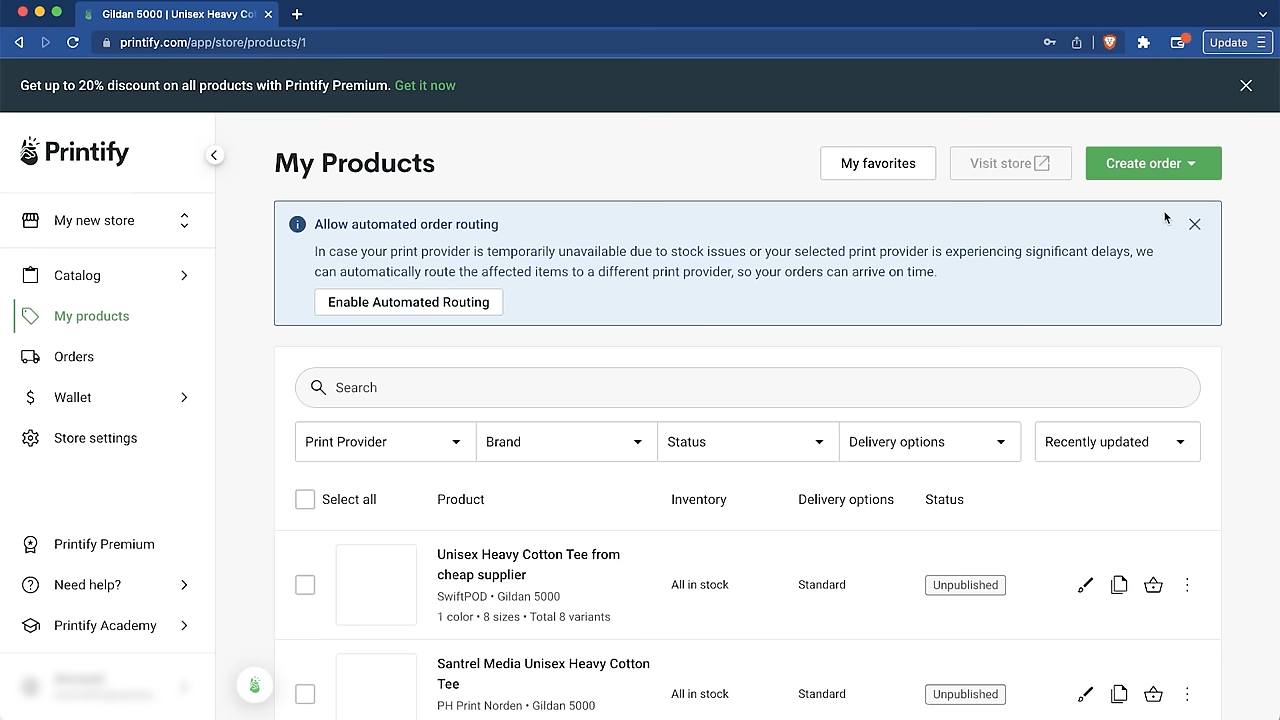 Gildan 5000 | Unisex Heavy Cot
printify.com/app/store/products/1
Update
Get up to 20% discount on all products with Printify Premium. Get it now
Printify
My new store
Catalog
My products
Orders
Wallet
Store settings
Printify Premium
Need help?
Printify Academy
My Products
My favorites
Visit store
Create order
Allow automated order routing
In case your print provider is temporarily unavailable due to stock issues or your selected print provider is experiencing significant delays, we
can automatically route the affected items to a different print provider, so your orders can arrive on time.
Enable Automated Routing
Search
Print Provider Brand Status Delivery options Recently updated
Select all Product Inventory Delivery options Status
Unisex Heavy Cotton Tee from
cheap supplier
SwiftPOD • Gildan 5000
1 color • 8 sizes • Total 8 variants
All in stock Standard Unpublished
Santrel Media Unisex Heavy Cotton
Tee
PH Print Norden • Gildan 5000
All in stock Standard Unpublished